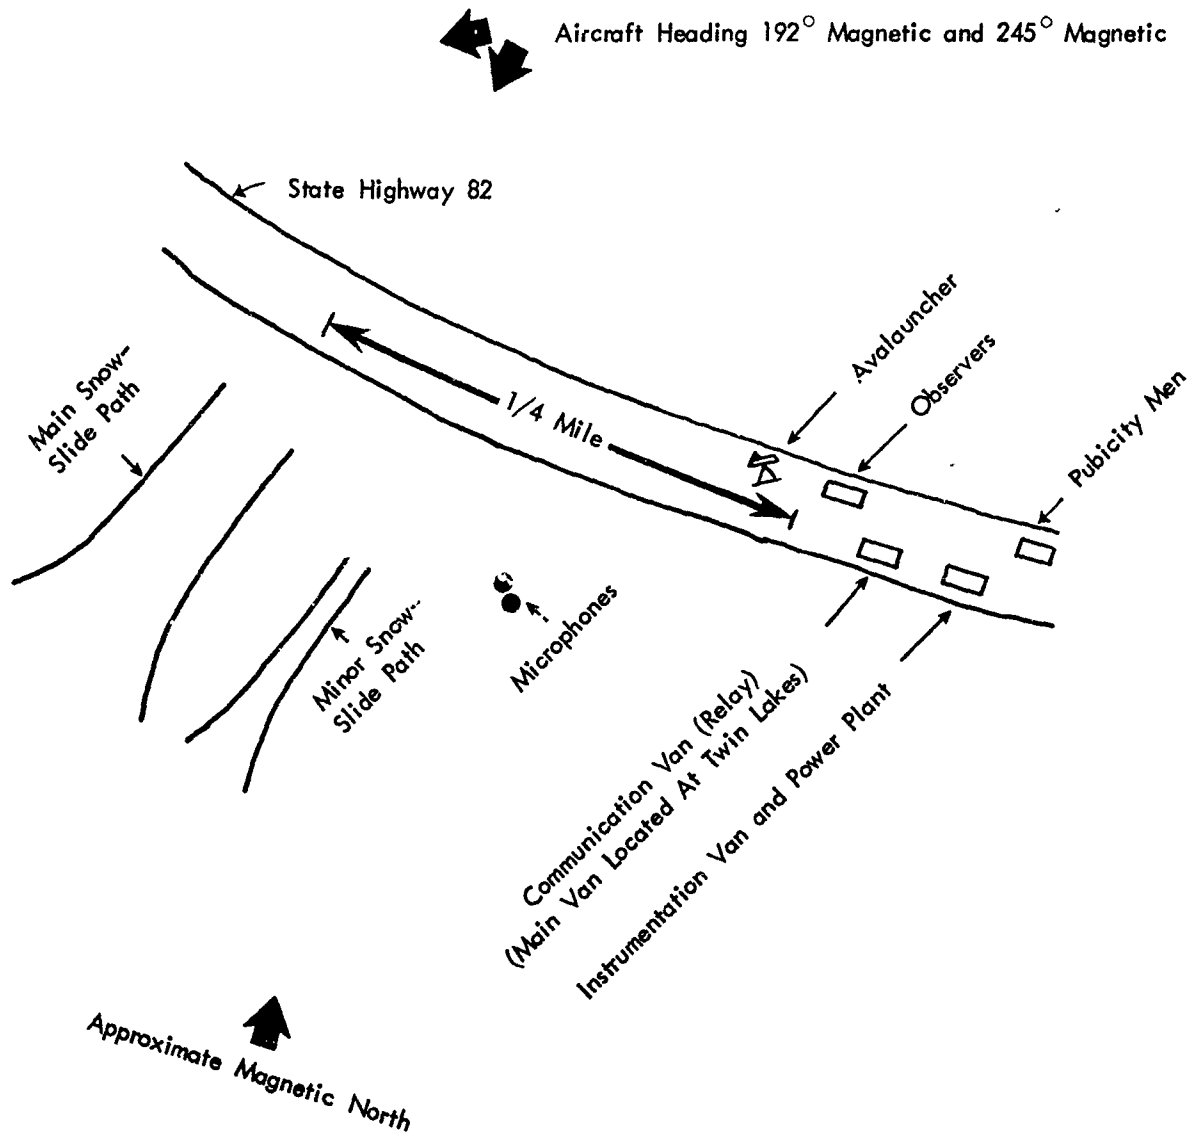 Aircraft Heading 192° Magnetic and 245° Magnetic
State Highway 82
Avalauncher
Observers
Pubicity Men
1/4 Mile
Main Snow-
Slide Path
Minor Snow-
Slide Path
Microphones
Communication Van (Relay)
(Main Van Located At Twin Lakes)
Instrumentation Van and Power Plant
Approximate Magnetic North